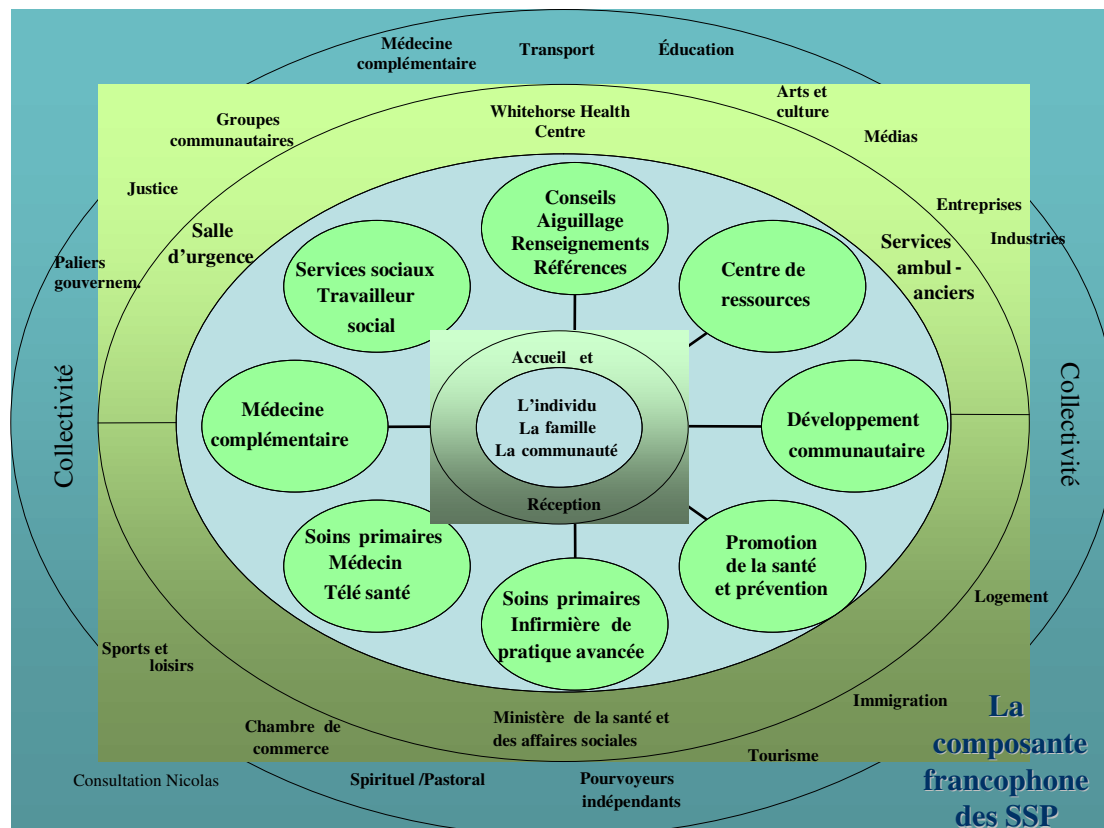 Médecine
complémentaire
Transport
Éducation
Arts et
culture
Groupes
communautaires
Whitehorse Health
Centre
Médias
Justice
Entreprises
Industries
Salle
d'urgence
Services
ambul -
anciers
Paliers
gouvernem.
Conseils
Aiguillage
Renseignements
Références
Services sociaux
Travailleur
social
Centre de
ressources
Accueil et
L'individu
La famille
La communauté
Réception
Médecine
complémentaire
Développement
communautaire
Collectivité
Collectivité
Soins primaires
Médecin
Télé santé
Soins primaires
Infirmière de
pratique avancée
Promotion
de la santé
et prévention
Logement
Sports et
loisirs
Immigration
Chambre de
commerce
Ministère de la santé et
des affaires sociales
Tourisme
Consultation Nicolas
Spirituel /Pastoral
Pourvoyeurs
indépendants
La
composante
francophone
des SSP